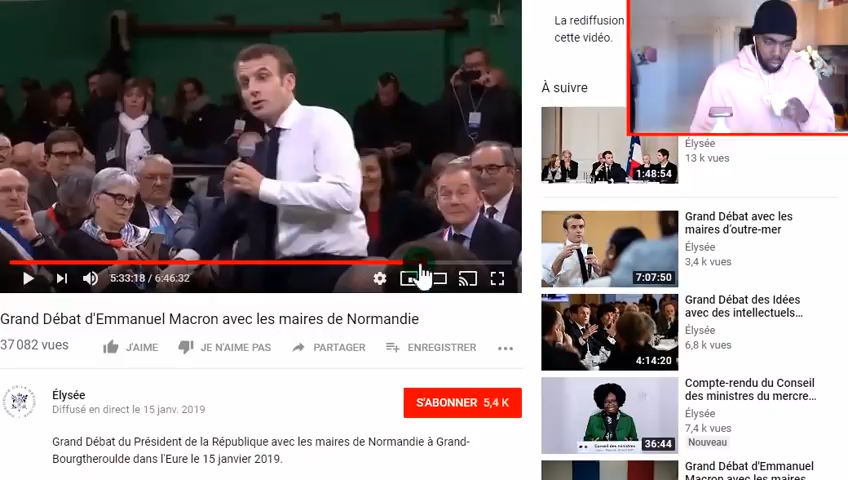 5:33:18 / 6:46:32
Grand Débat d'Emmanuel Macron avec les maires de Normandie
37 082 vues
J'AIME
JE N'AIME PAS
PARTAGER
ENREGISTRER
Élysée
Diffusé en direct le 15 janv. 2019
S'ABONNER 5,4 K
Grand Débat du Président de la République avec les maires de Normandie à Grand-
Bourgtheroulde dans l'Eure le 15 janvier 2019.
La rediffusion
cette vidéo.
À suivre
1:48:54
Élysée
13 k vues
7:07:50
Grand Débat avec les
maires d'outre-mer
Élysée
3,4 k vues
4:14:20
Grand Débat des Idées
avec des intellectuels...
Élysée
6,8 k vues
36:44
Compte-rendu du Conseil
des ministres du mercre...
Élysée
7,4 k vues
Nouveau
Grand Débat d'Emmanuel
Macron avec les maires